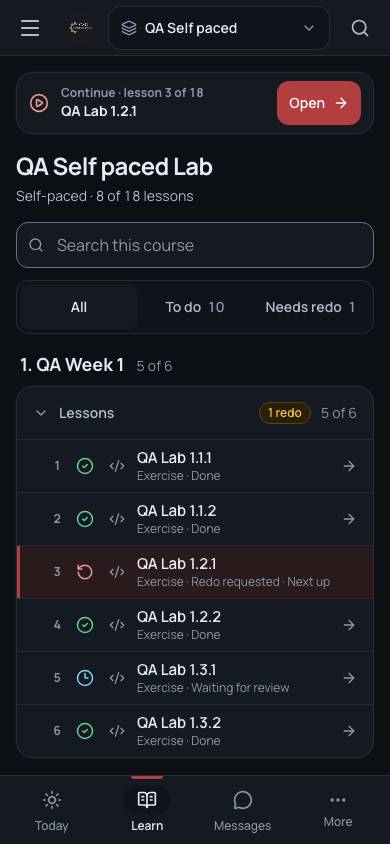 QA Self paced
Continue · lesson 3 of 18
QA Lab 1.2.1
Open
QA Self paced Lab
Self-paced · 8 of 18 lessons
Search this course
All
To do 10
Needs redo 1
1. QA Week 1 5 of 6
Lessons
1 redo
5 of 6
1
QA Lab 1.1.1
Exercise · Done
2
QA Lab 1.1.2
Exercise · Done
3
QA Lab 1.2.1
Exercise · Redo requested · Next up
4
QA Lab 1.2.2
Exercise · Done
5
QA Lab 1.3.1
Exercise · Waiting for review
6
QA Lab 1.3.2
Exercise · Done
Today
Learn
Messages
More